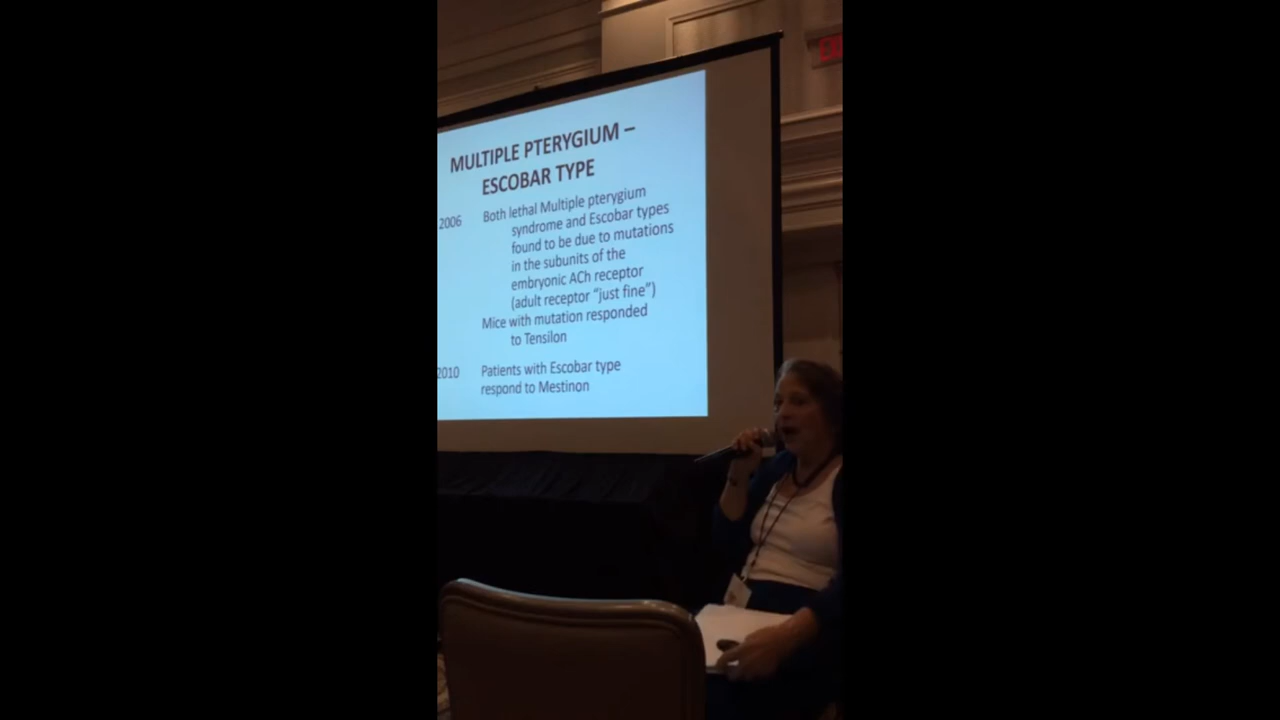 MULTIPLE PTERYGIUM –
ESCOBAR TYPE
2006 Both lethal Multiple pterygium
syndrome and Escobar types
found to be due to mutations
in the subunits of the
embryonic ACh receptor
(adult receptor “just fine”)
Mice with mutation responded
to Tensilon
2010 Patients with Escobar type
respond to Mestinon